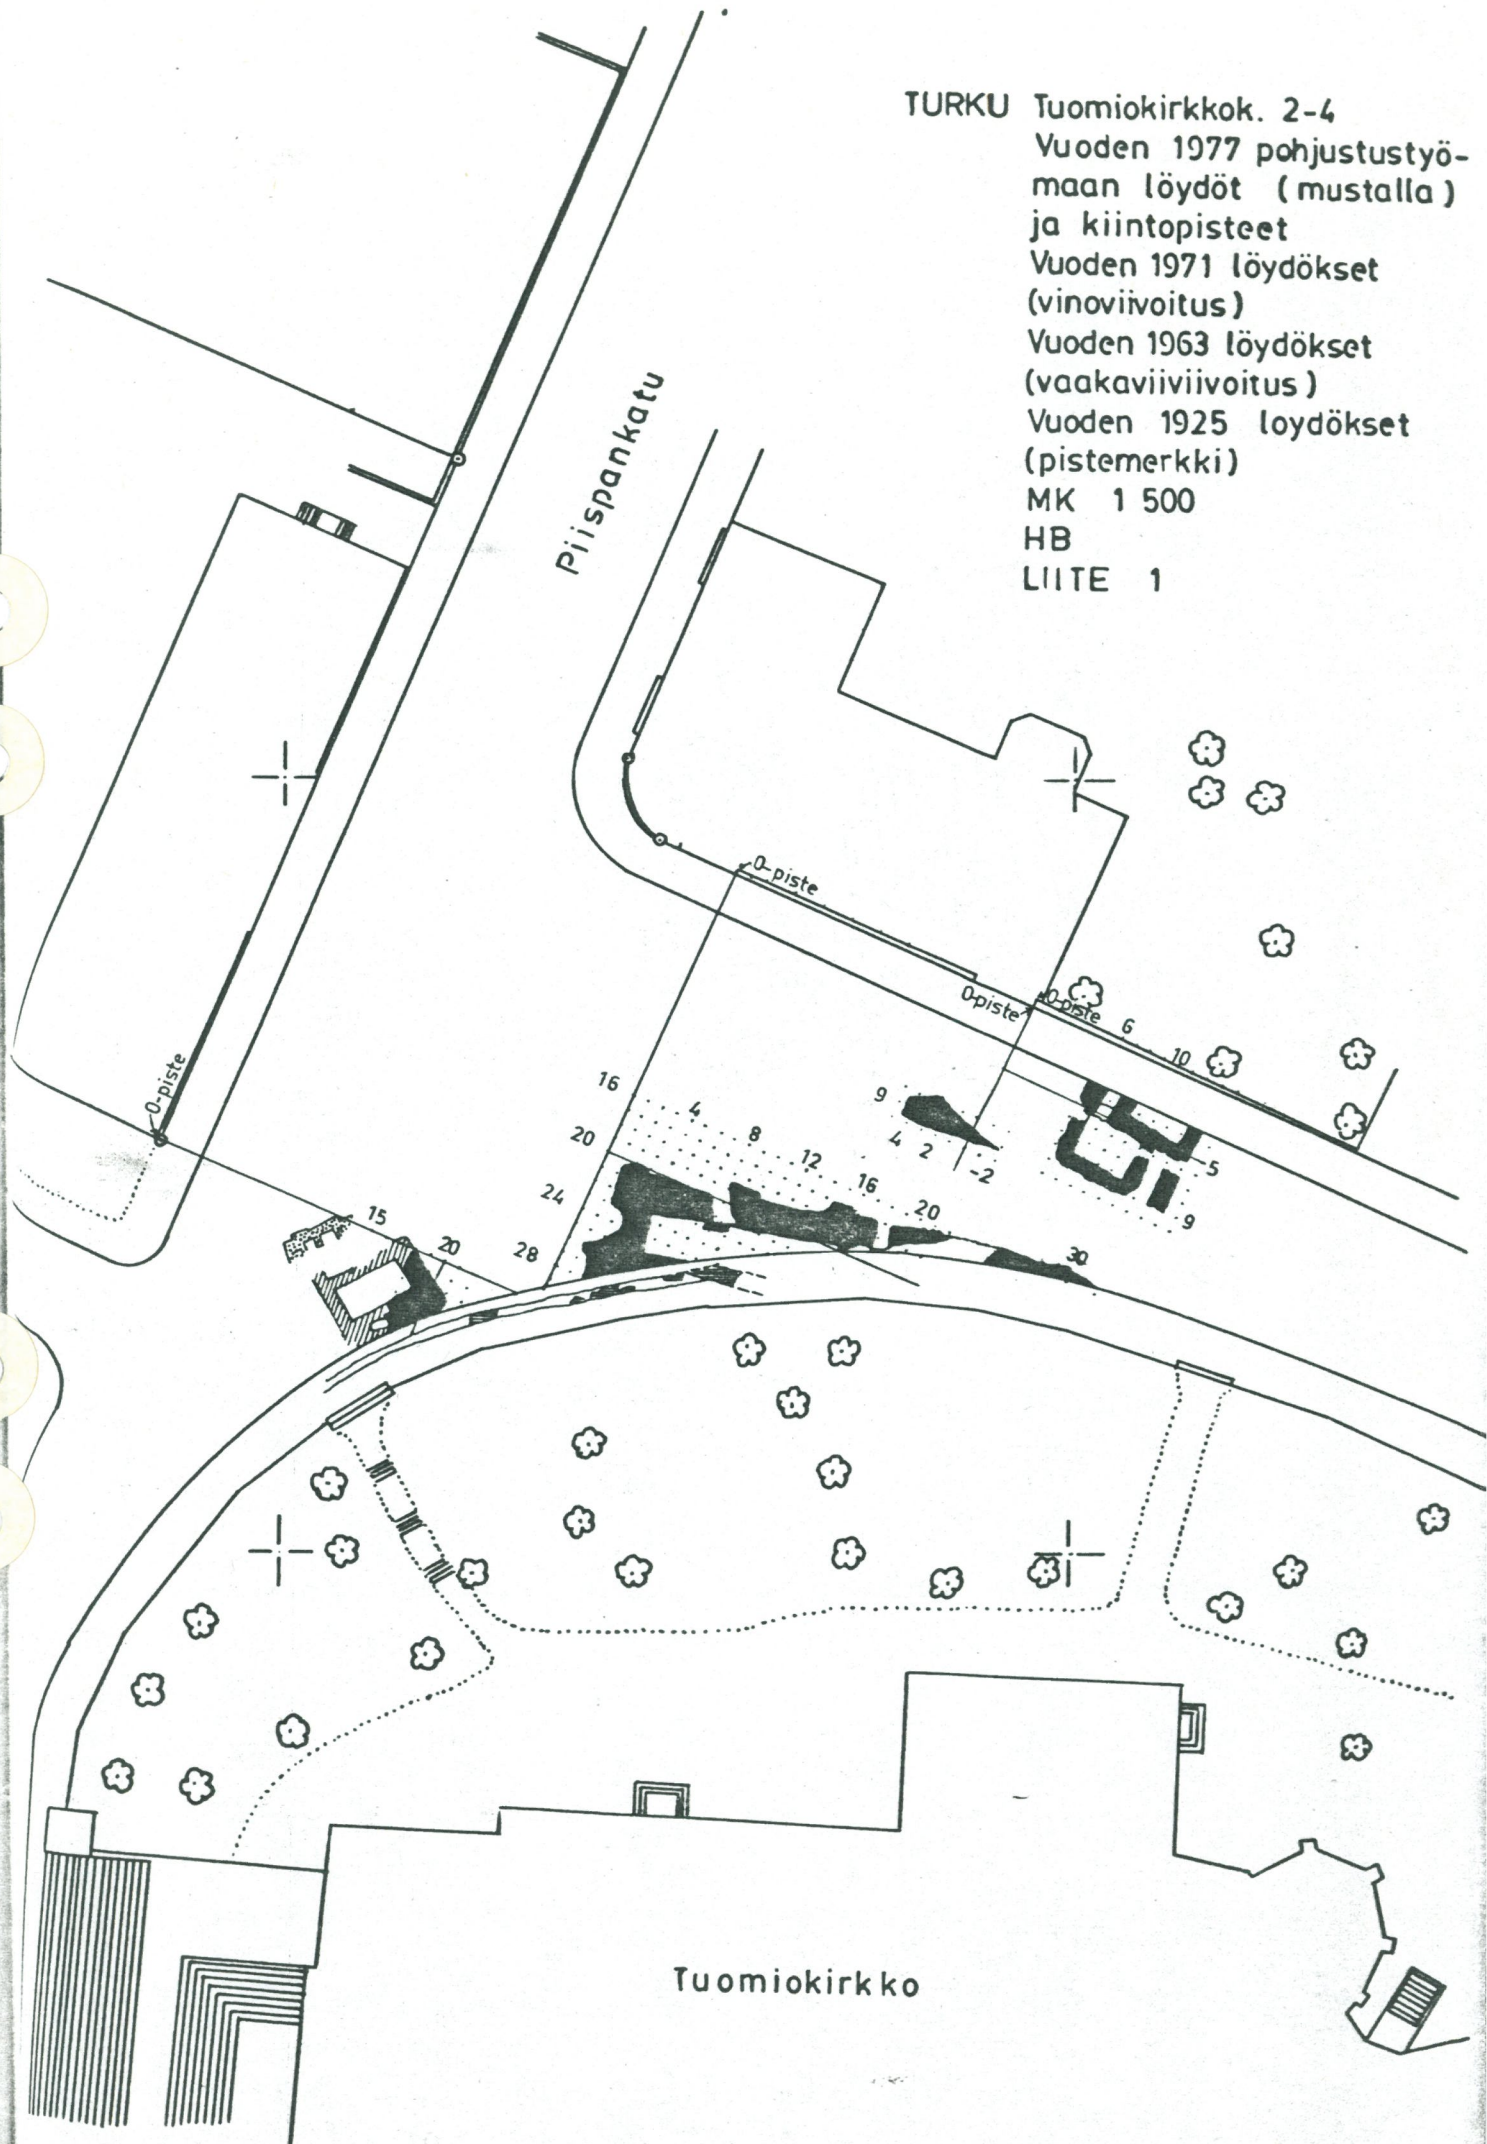 TURKU Tuomiokirkkok. 2-4
Vuoden 1977 pohjustustyö-
maan löydöt (mustalla)
ja kiintopisteet
Vuoden 1971 löydökset
(vinoviivoitus)
Vuoden 1963 löydökset
(vaakaviiviivoitus)
Vuoden 1925 loydökset
(pistemerkki)
MK 1 500
HB
LIITE 1
Piispankatu
0-piste
0-piste
0-piste
0-piste
6
10
16
4
8
12
16
20
20
24
28
30
9
4
2
-2
5
9
15
20
Tuomiokirkko